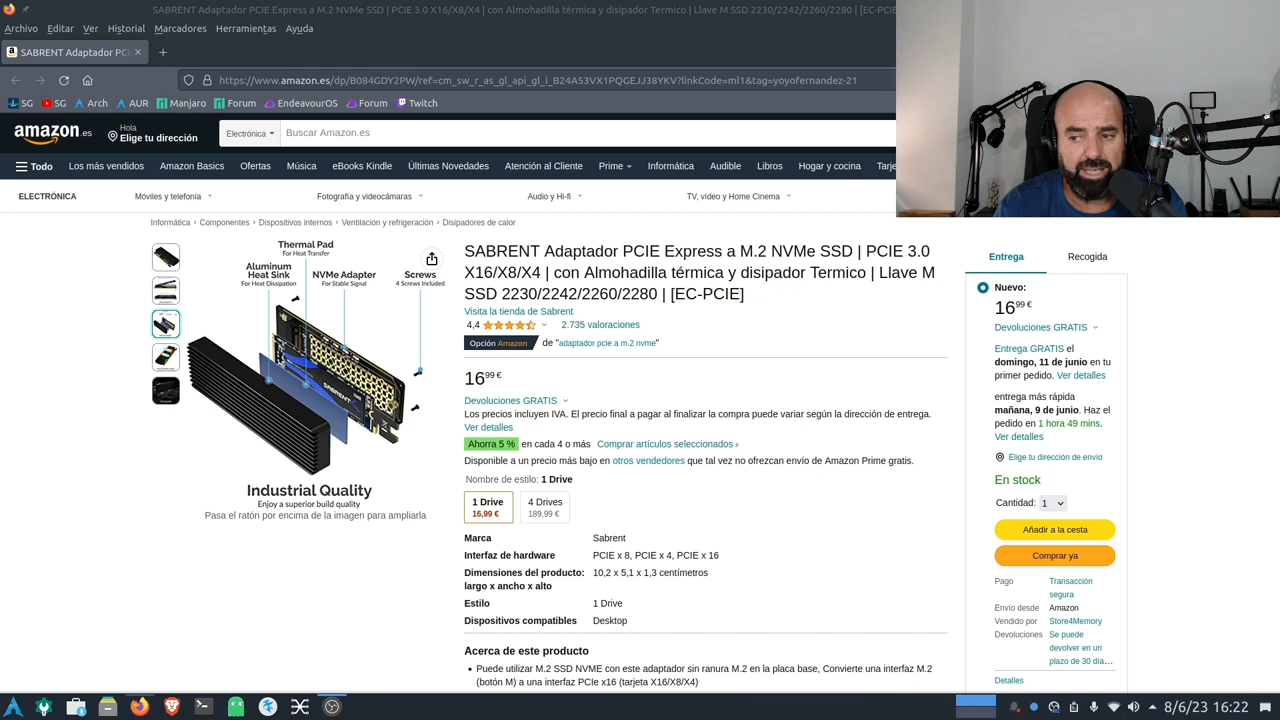 SABRENT Adaptador PCI Express a M.2 NVMe SSD | PCIE 3.0 X16/X8/X4 | con Almohadilla térmica y disipador Termico | Llave M SSD 2230/2242/2260/2280 | [EC-PCIE
Archivo Editar Ver Historial Marcadores Herramientas Ayuda
SABRENT Adaptador PCIE
https://www.amazon.es/dp/B084GDY2PW/ref=cm_sw_r_as_gl_api_gl_i_B24A53VX1PQGEJJ38YKV?linkCode=ml1&tag=yoyofernandez-21
SG
SG
Arch
AUR
Manjaro
Forum
EndeavourOS
Forum
Twitch
amazon.es
Hola
Elige tu dirección
Electrónica
Buscar Amazon.es
Todo Los más vendidos Amazon Basics Ofertas Música eBooks Kindle Últimas Novedades Atención al Cliente Prime Informática Audible Libros Hogar y cocina Tarje
ELECTRÓNICA Móviles y telefonía Fotografía y videocámaras Audio y Hi-fi TV, vídeo y Home Cinema
Informática › Componentes › Dispositivos internos › Ventilación y refrigeración › Disipadores de calor
Thermal Pad
For Heat Transfer
Aluminum
Heat Sink
For Heat Dissipation
NVMe Adapter
For Stable Signal
Screws
4 Screws Included
SABRENT
Industrial Quality
Enjoy a superior build quality
Pasa el ratón por encima de la imagen para ampliarla
SABRENT Adaptador PCIE Express a M.2 NVMe SSD | PCIE 3.0
X16/X8/X4 | con Almohadilla térmica y disipador Termico | Llave M
SSD 2230/2242/2260/2280 | [EC-PCIE]
Visita la tienda de Sabrent
4,4 2.735 valoraciones
Opción Amazon de "adaptador pcie a m.2 nvme"
16 99 €
Devoluciones GRATIS
Los precios incluyen IVA. El precio final a pagar al finalizar la compra puede variar según la dirección de entrega.
Ver detalles
Ahorra 5 % en cada 4 o más Comprar artículos seleccionados ›
Disponible a un precio más bajo en otros vendedores que tal vez no ofrezcan envío de Amazon Prime gratis.
Nombre de estilo: 1 Drive
1 Drive
16,99 €
4 Drives
189,99 €
Marca Sabrent
Interfaz de hardware PCIE x 8, PCIE x 4, PCIE x 16
Dimensiones del producto: 10,2 x 5,1 x 1,3 centímetros
largo x ancho x alto
Estilo 1 Drive
Dispositivos compatibles Desktop
Acerca de este producto
• Puede utilizar M.2 SSD NVME con este adaptador sin ranura M.2 en la placa base, Convierte una interfaz M.2
(botón M) a una interfaz PCIe x16 (tarjeta X16/X8/X4)
Entrega Recogida
Nuevo:
16 99 €
Devoluciones GRATIS
Entrega GRATIS el
domingo, 11 de junio en tu
primer pedido. Ver detalles
entrega más rápida
mañana, 9 de junio. Haz el
pedido en 1 hora 49 mins.
Ver detalles
Elige tu dirección de envío
En stock
Cantidad: 1
Añadir a la cesta
Comprar ya
Pago Transacción
segura
Envío desde Amazon
Vendido por Store4Memory
Devoluciones Se puede
devolver en un
plazo de 30 día…
Detalles
8/6/23 16:22